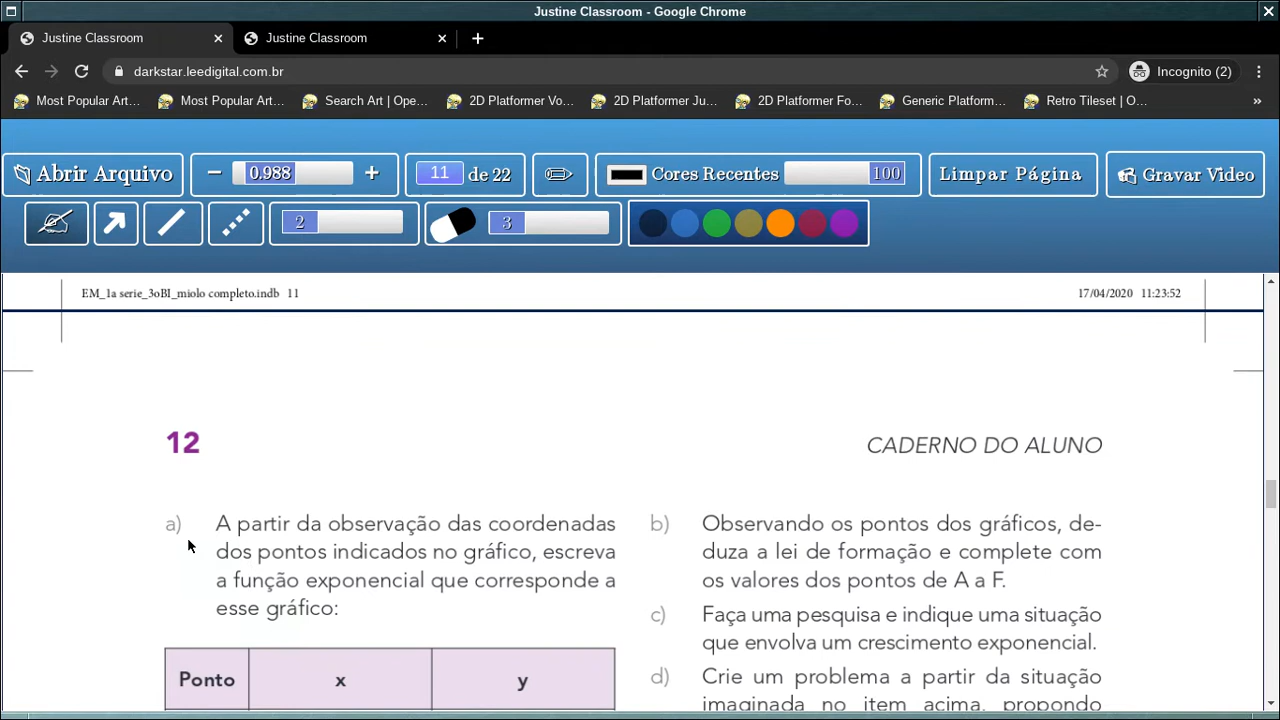 Justine Classroom - Google Chrome
Justine Classroom
Justine Classroom
darkstar.leedigital.com.br
Incognito (2)
Most Popular Art…
Most Popular Art…
Search Art | Ope…
2D Platformer Vo…
2D Platformer Ju…
2D Platformer Fo…
Generic Platform…
Retro Tileset | O…
Abrir Arquivo
0.988
11 de 22
Cores Recentes
100
Limpar Página
Gravar Video
2
3
EM_1a serie_3oBI_miolo completo.indb 11
17/04/2020 11:23:52
12
CADERNO DO ALUNO
a) A partir da observação das coordenadas
dos pontos indicados no gráfico, escreva
a função exponencial que corresponde a
esse gráfico:
Ponto x y
b) Observando os pontos dos gráficos, de-
duza a lei de formação e complete com
os valores dos pontos de A a F.
c) Faça uma pesquisa e indique uma situação
que envolva um crescimento exponencial.
d) Crie um problema a partir da situação
imaginada no item acima, propondo